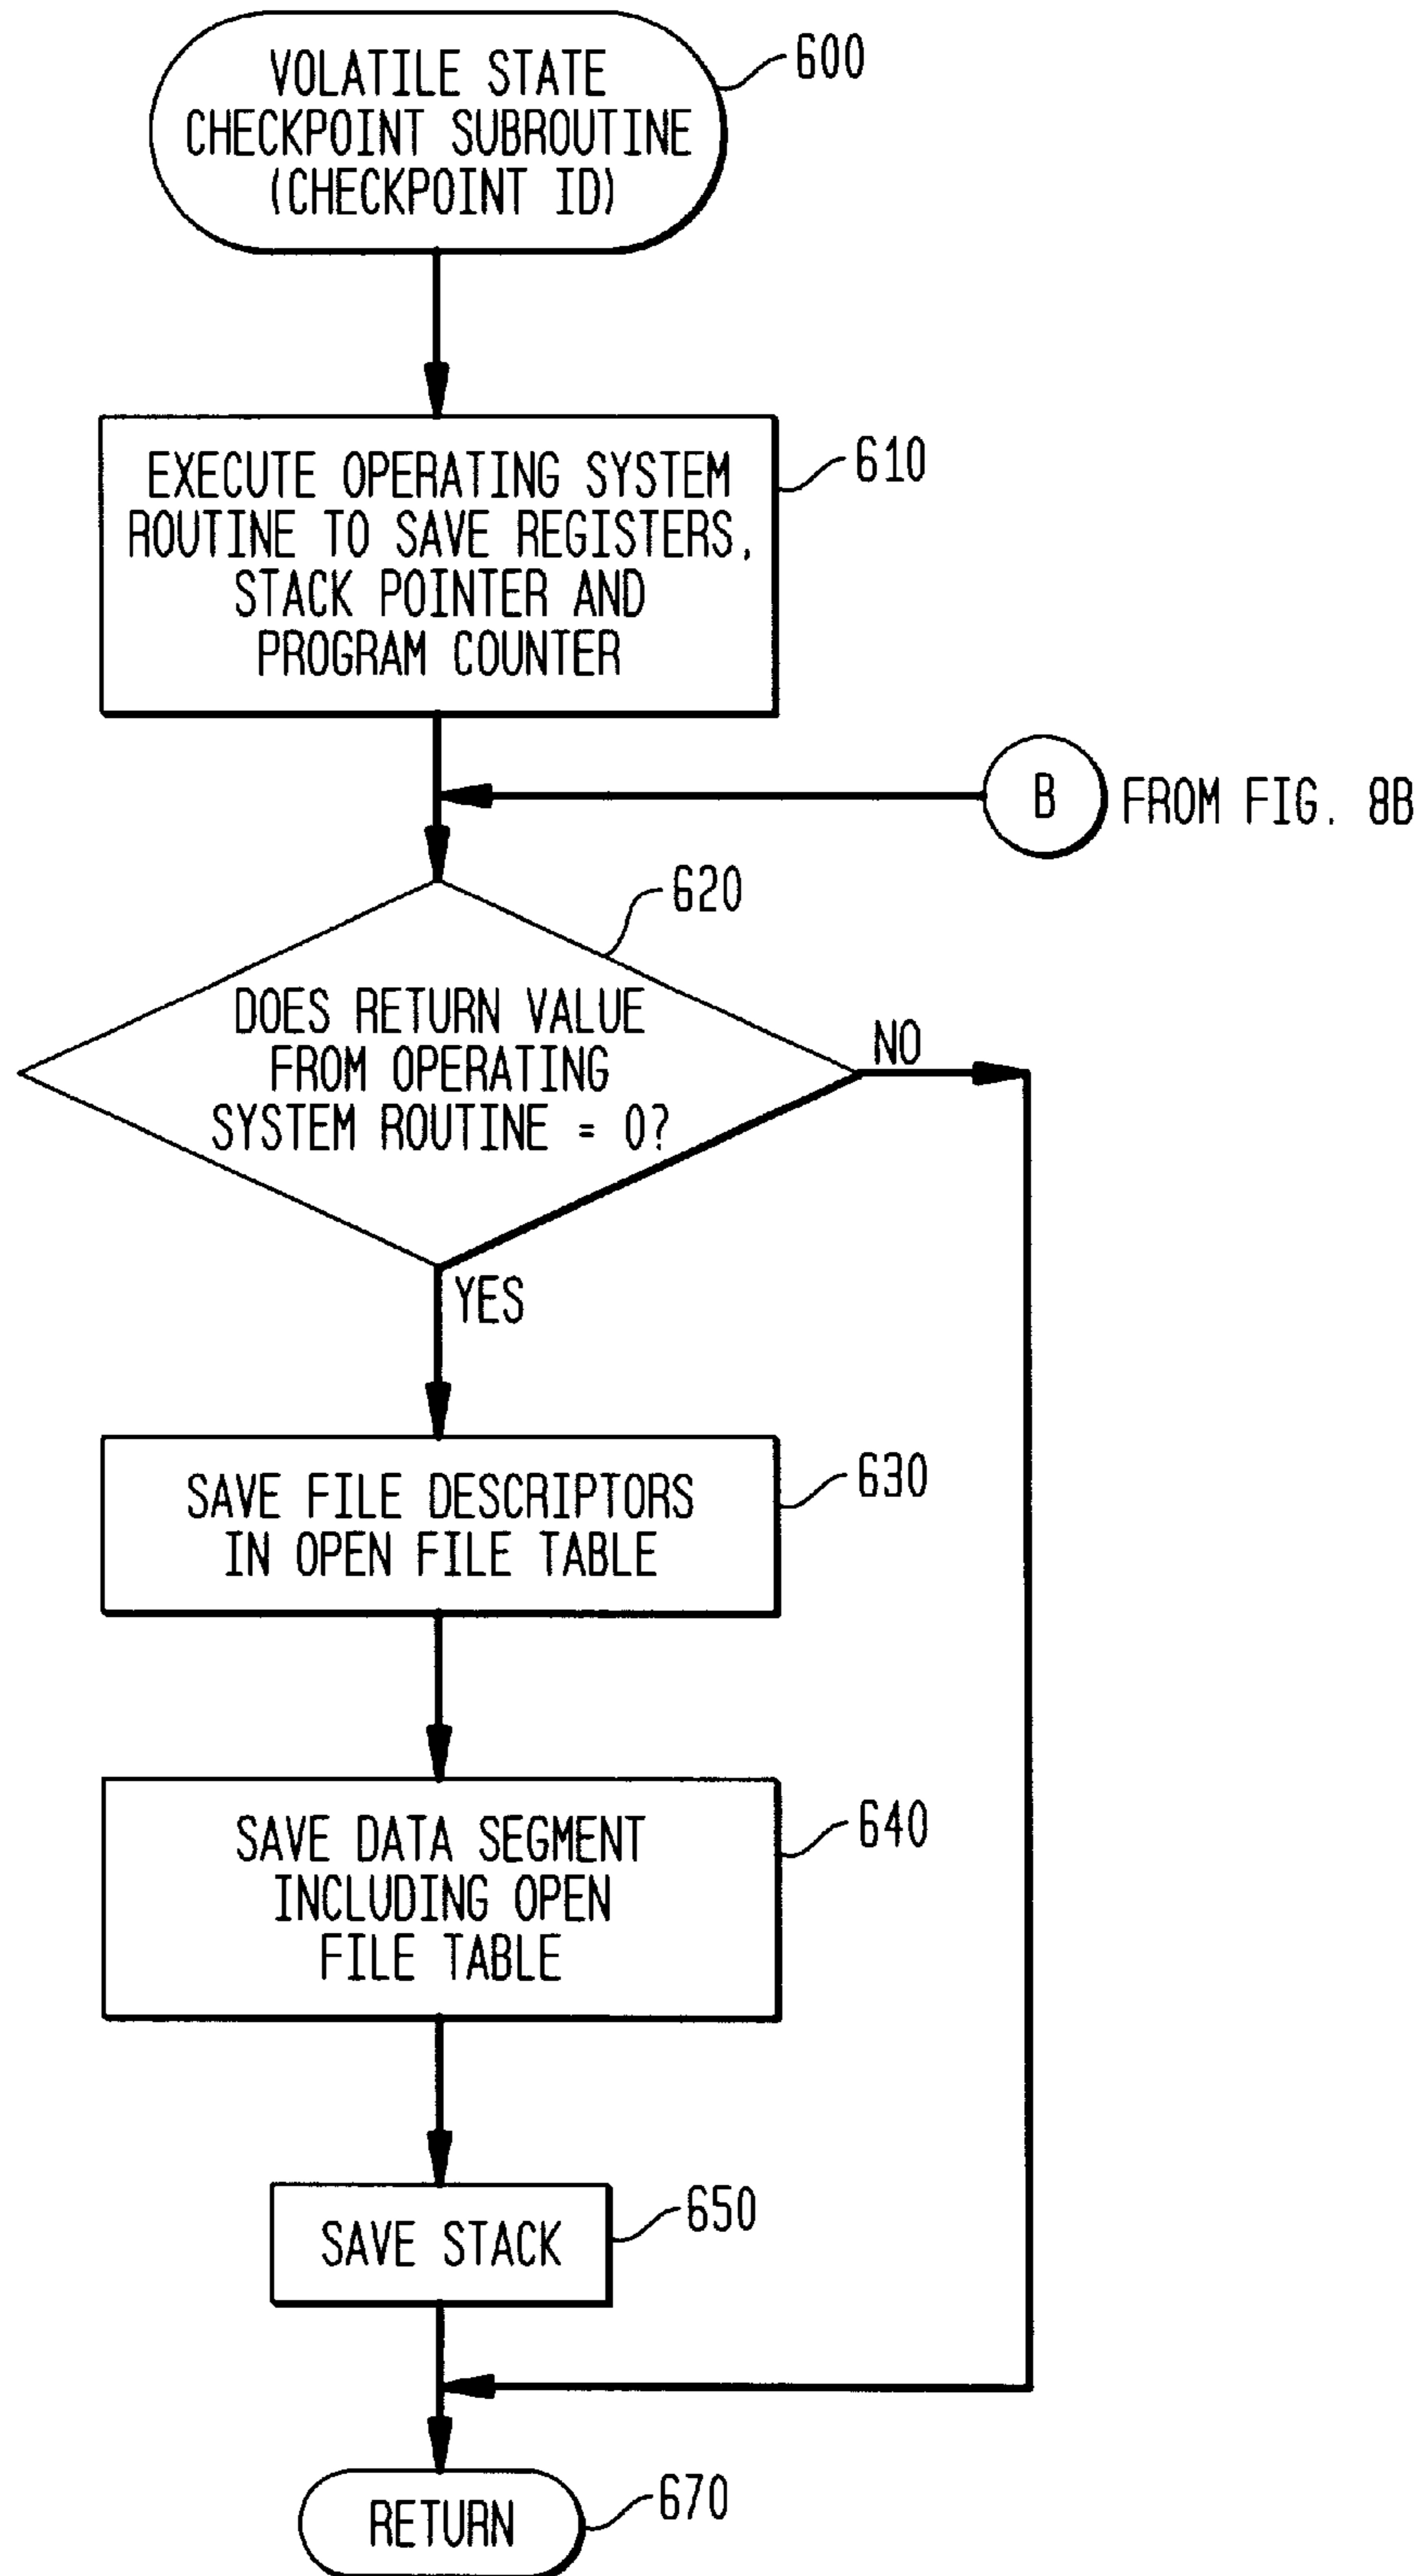 VOLATILE STATE
CHECKPOINT SUBROUTINE
(CHECKPOINT ID)
600
EXECUTE OPERATING SYSTEM
ROUTINE TO SAVE REGISTERS,
STACK POINTER AND
PROGRAM COUNTER
610
B FROM FIG. 8B
620
DOES RETURN VALUE
FROM OPERATING
SYSTEM ROUTINE = 0?
NO
YES
SAVE FILE DESCRIPTORS
IN OPEN FILE TABLE
630
SAVE DATA SEGMENT
INCLUDING OPEN
FILE TABLE
640
SAVE STACK
650
RETURN
670